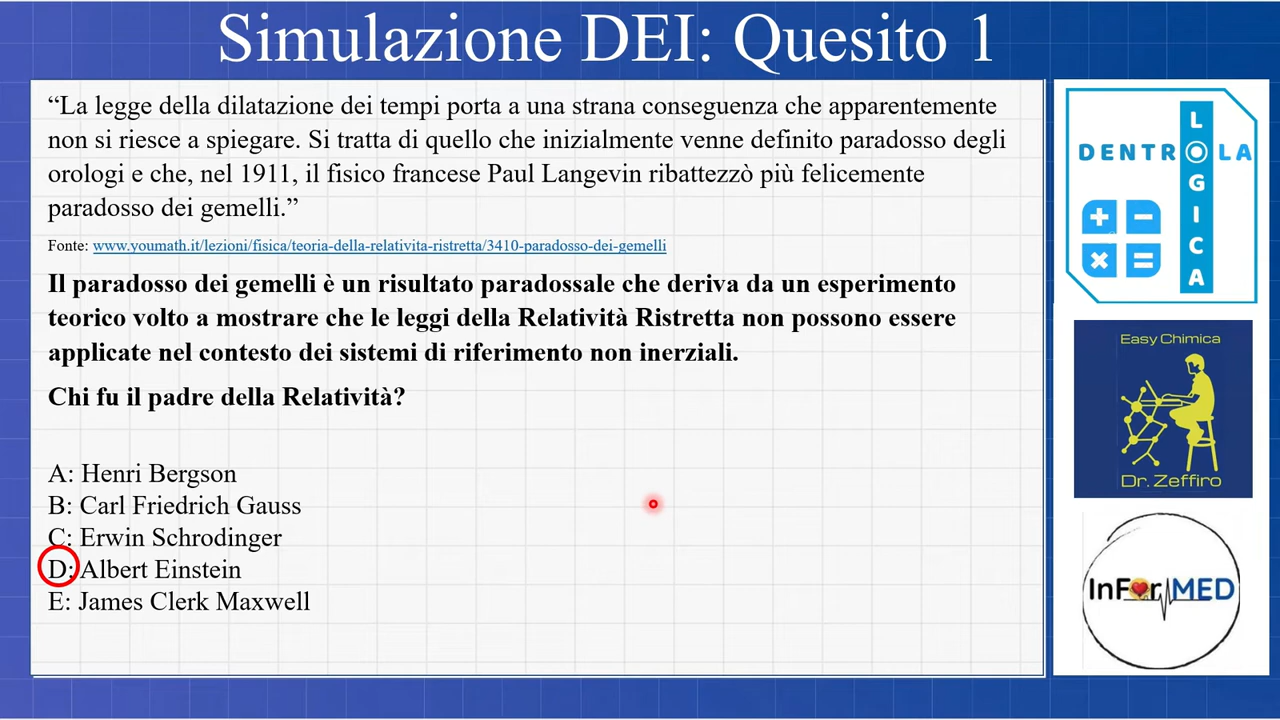 Simulazione DEI: Quesito 1
“La legge della dilatazione dei tempi porta a una strana conseguenza che apparentemente
non si riesce a spiegare. Si tratta di quello che inizialmente venne definito paradosso degli
orologi e che, nel 1911, il fisico francese Paul Langevin ribattezzò più felicemente
paradosso dei gemelli.”
Fonte: www.youmath.it/lezioni/fisica/teoria-della-relativita-ristretta/3410-paradosso-dei-gemelli
Il paradosso dei gemelli è un risultato paradossale che deriva da un esperimento
teorico volto a mostrare che le leggi della Relatività Ristretta non possono essere
applicate nel contesto dei sistemi di riferimento non inerziali.
Chi fu il padre della Relatività?
A: Henri Bergson
B: Carl Friedrich Gauss
C: Erwin Schrodinger
D: Albert Einstein
E: James Clerk Maxwell
DENTRO LA
LOGICA
Easy Chimica
Dr. Zeffiro
InForMED